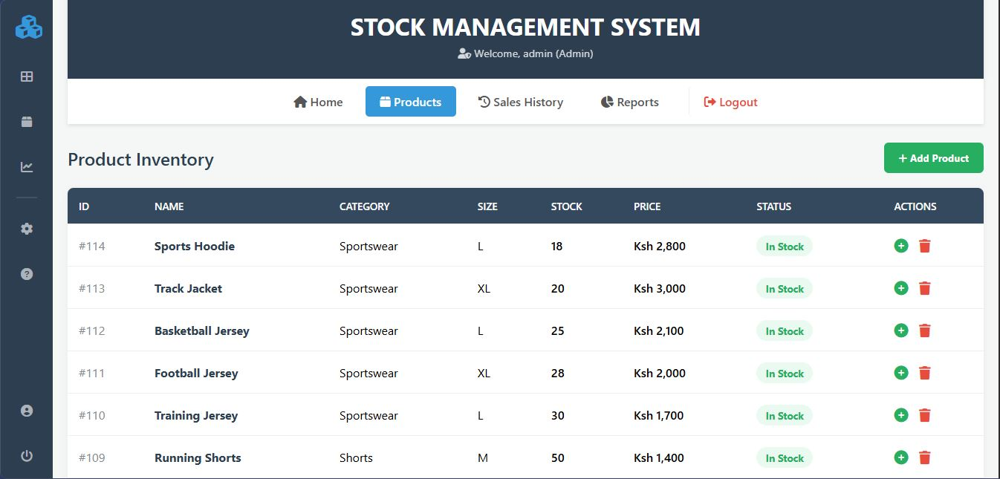 STOCK MANAGEMENT SYSTEM
Welcome, admin (Admin)
Home Products Sales History Reports Logout
Product Inventory
+ Add Product
ID NAME CATEGORY SIZE STOCK PRICE STATUS ACTIONS
#114 Sports Hoodie Sportswear L 18 Ksh 2,800 In Stock
#113 Track Jacket Sportswear XL 20 Ksh 3,000 In Stock
#112 Basketball Jersey Sportswear L 25 Ksh 2,100 In Stock
#111 Football Jersey Sportswear XL 28 Ksh 2,000 In Stock
#110 Training Jersey Sportswear L 30 Ksh 1,700 In Stock
#109 Running Shorts Shorts M 50 Ksh 1,400 In Stock